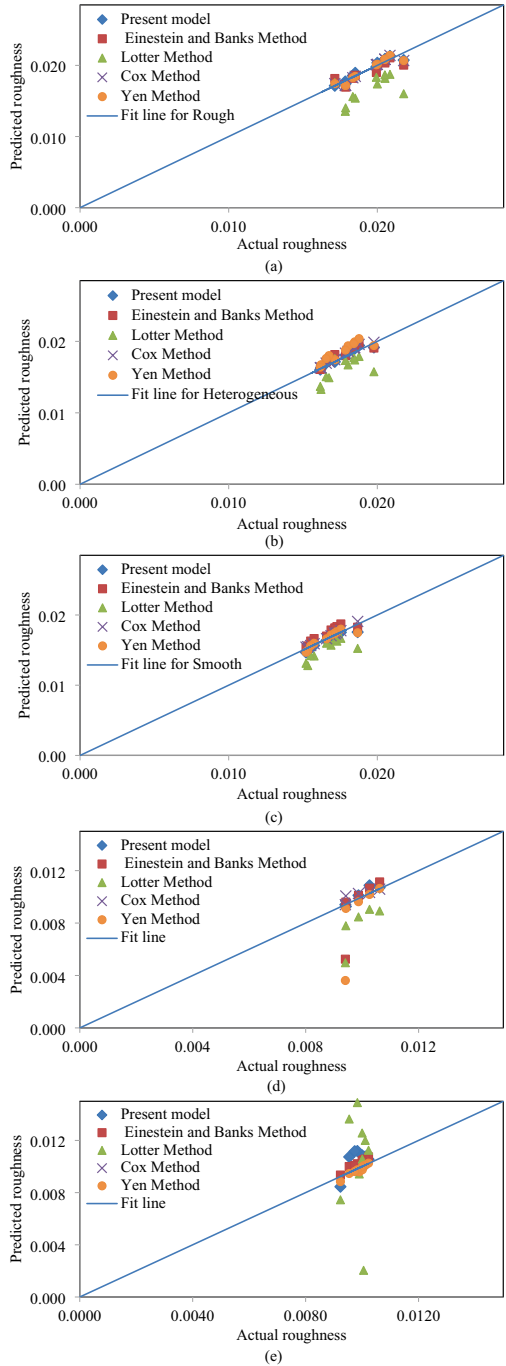 Predicted roughness
0.020
0.010
0.000
Present model
Einestein and Banks Method
Lotter Method
Cox Method
Yen Method
Fit line for Rough
0.000 0.010 0.020
Actual roughness
(a)
Predicted roughness
0.020
0.010
0.00
Present model
Einestein and Banks Method
Lotter Method
Cox Method
Yen Method
Fit line for Heterogeneous
0.000 0.010 0.020
Actual roughness
(b)
Predicted roughness
0.020
0.010
0.00
Present model
Einestein and Banks Method
Lotter Method
Cox Method
Yen Method
Fit line for Smooth
0.000 0.010 0.020
Actual roughness
(c)
Predicted roughness
0.012
0.008
0.004
0.000
Present model
Einestein and Banks Method
Lotter Method
Cox Method
Yen Method
Fit line
0.000 0.004 0.008 0.012
Actual roughness
(d)
Predicted roughness
0.012
0.008
0.004
0.000
Present model
Einestein and Banks Method
Lotter Method
Cox Method
Yen Method
Fit line
0.000 0.0040 0.0080 0.0120
Actual roughness
(e)